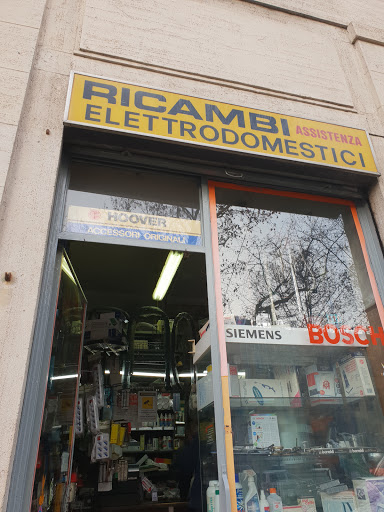 RICAMBI
ASSISTENZA
ELETTRODOMESTICI
HOOVER
ACCESSORI ORIGINALI
SIEMENS
BOSCH